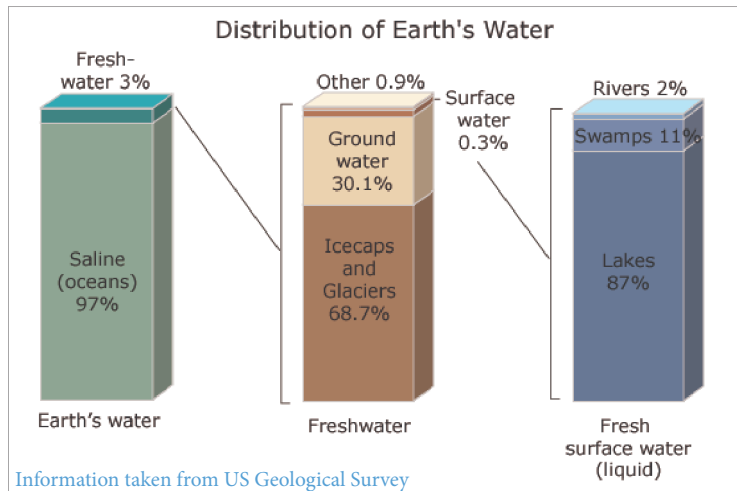 Distribution of Earth's Water
Fresh-
water 3%
Saline
(oceans)
97%
Earth's water
Other 0.9%
Surface
water
0.3%
Ground
water
30.1%
Icecaps
and
Glaciers
68.7%
Freshwater
Rivers 2%
Swamps 11%
Lakes
87%
Fresh
surface water
(liquid)
Information taken from US Geological Survey